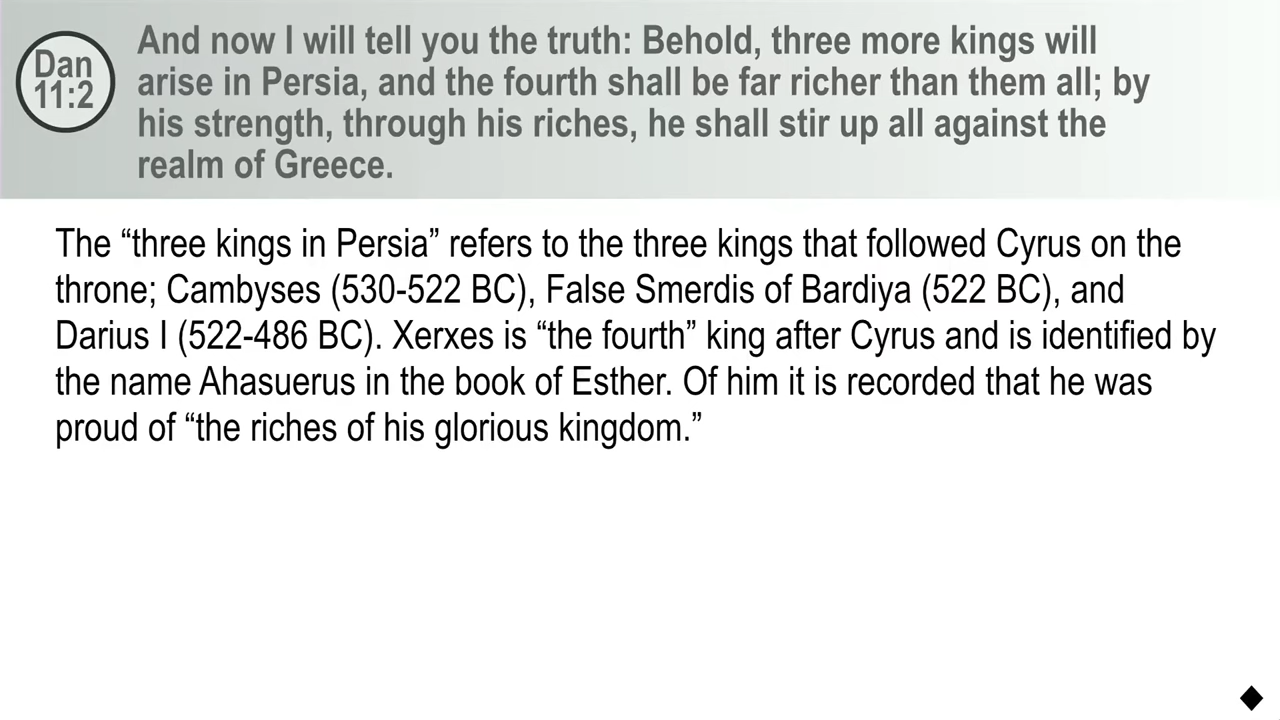 Dan
11:2
And now I will tell you the truth: Behold, three more kings will
arise in Persia, and the fourth shall be far richer than them all; by
his strength, through his riches, he shall stir up all against the
realm of Greece.
The “three kings in Persia” refers to the three kings that followed Cyrus on the
throne; Cambyses (530-522 BC), False Smerdis of Bardiya (522 BC), and
Darius I (522-486 BC). Xerxes is “the fourth” king after Cyrus and is identified by
the name Ahasuerus in the book of Esther. Of him it is recorded that he was
proud of “the riches of his glorious kingdom.”